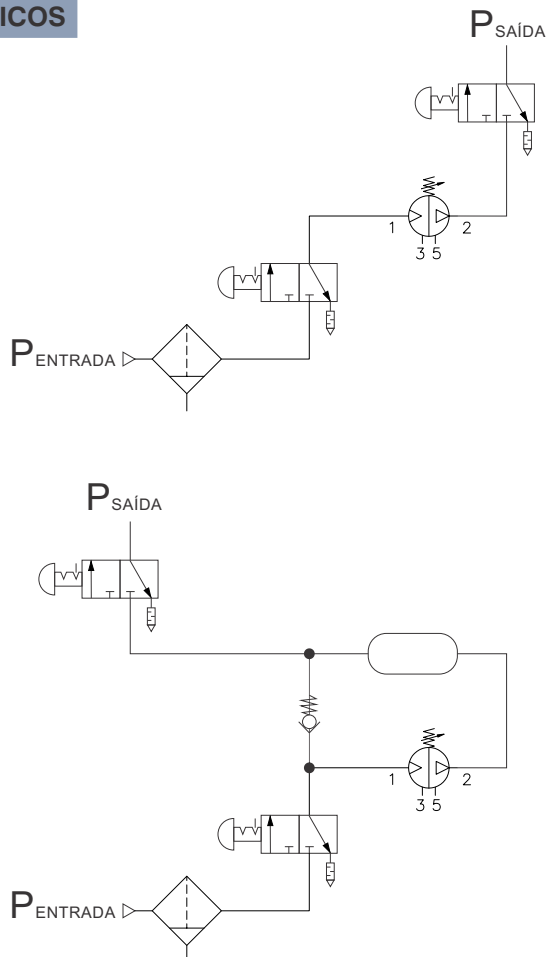 ICOS
PSAÍDA
1 2
3 5
PENTRADA
PSAÍDA
1 2
3 5
PENTRADA